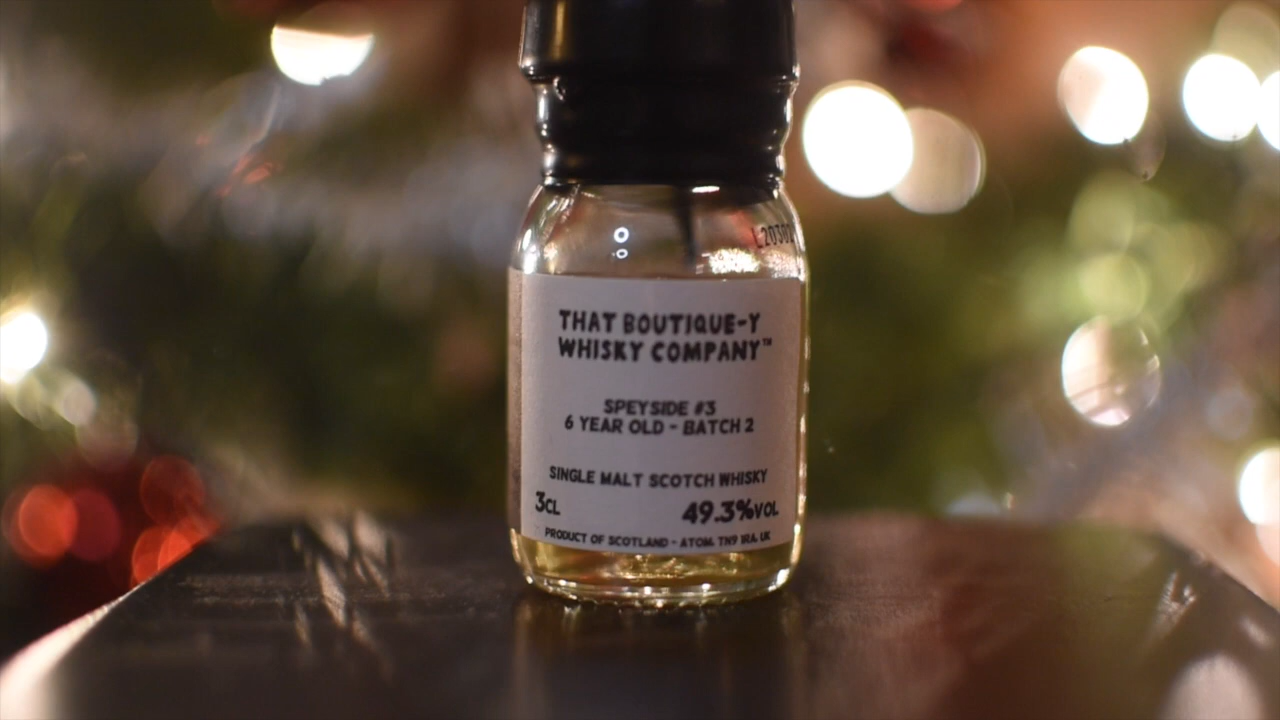 THAT BOUTIQUE-Y
WHISKY COMPANY™
SPEYSIDE #3
6 YEAR OLD - BATCH 2
SINGLE MALT SCOTCH WHISKY
3CL 49.3%VOL
PRODUCT OF SCOTLAND - ATOM, TN9 1RA, UK